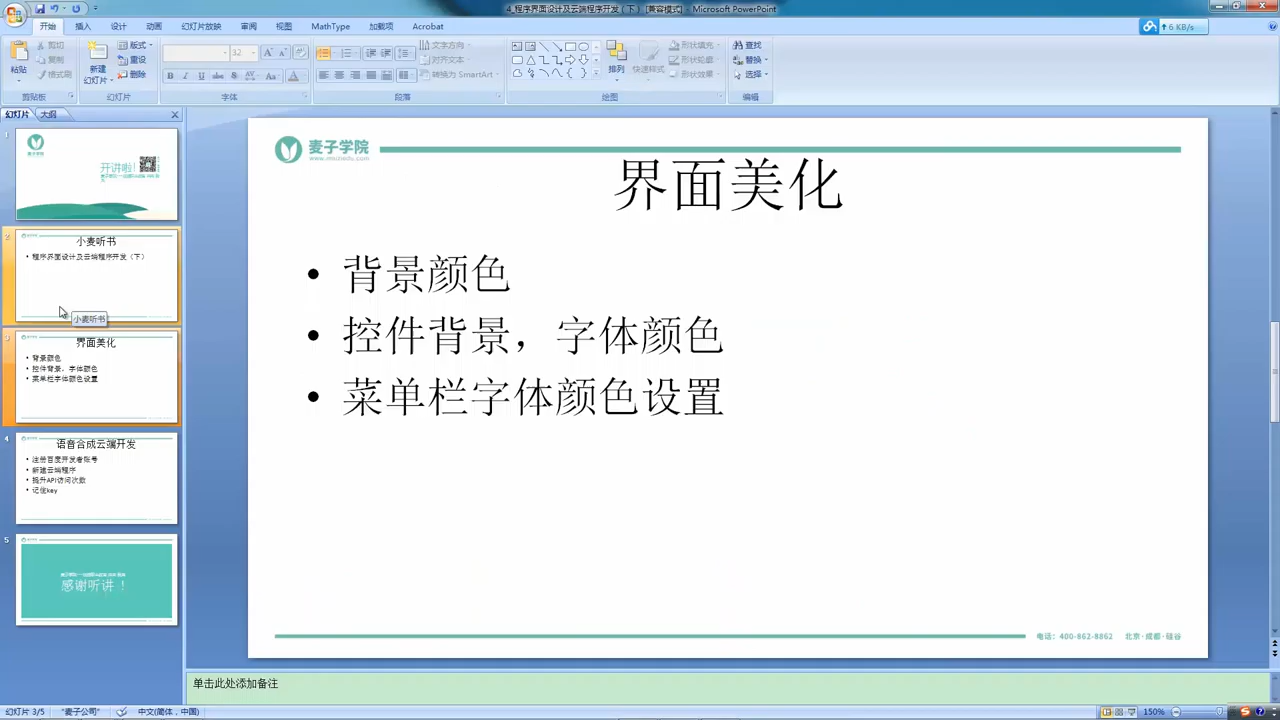 4_程序界面设计及云端程序开发（下） [兼容模式] - Microsoft PowerPoint
开始 插入 设计 动画 幻灯片放映 审阅 视图 MathType 加载项 Acrobat
↑ 6 KB/s
粘贴 剪切 复制 格式刷
新建 幻灯片 版式 重设 删除
32
文字方向 对齐文本 转换为 SmartArt
排列 快速样式 形状填充 形状轮廓 形状效果
查找 替换 选择
剪贴板 幻灯片 字体 段落 绘图 编辑
幻灯片 大纲
1
麦子学院
开讲啦!
2
小麦听书
• 程序界面设计及云端程序开发（下）
小麦听书
3
界面美化
• 背景颜色
• 控件背景，字体颜色
• 菜单栏字体颜色设置
4
语音合成云端开发
• 注册百度开发者账号
• 新建云端程序
• 提升API访问次数
• 记住key
5
感谢听讲！
麦子学院
www.maiziedu.com
界面美化
• 背景颜色
• 控件背景，字体颜色
• 菜单栏字体颜色设置
电话：400-862-8862 北京·成都·硅谷
单击此处添加备注
幻灯片 3/5 "麦子公司" 中文(简体，中国) 150%